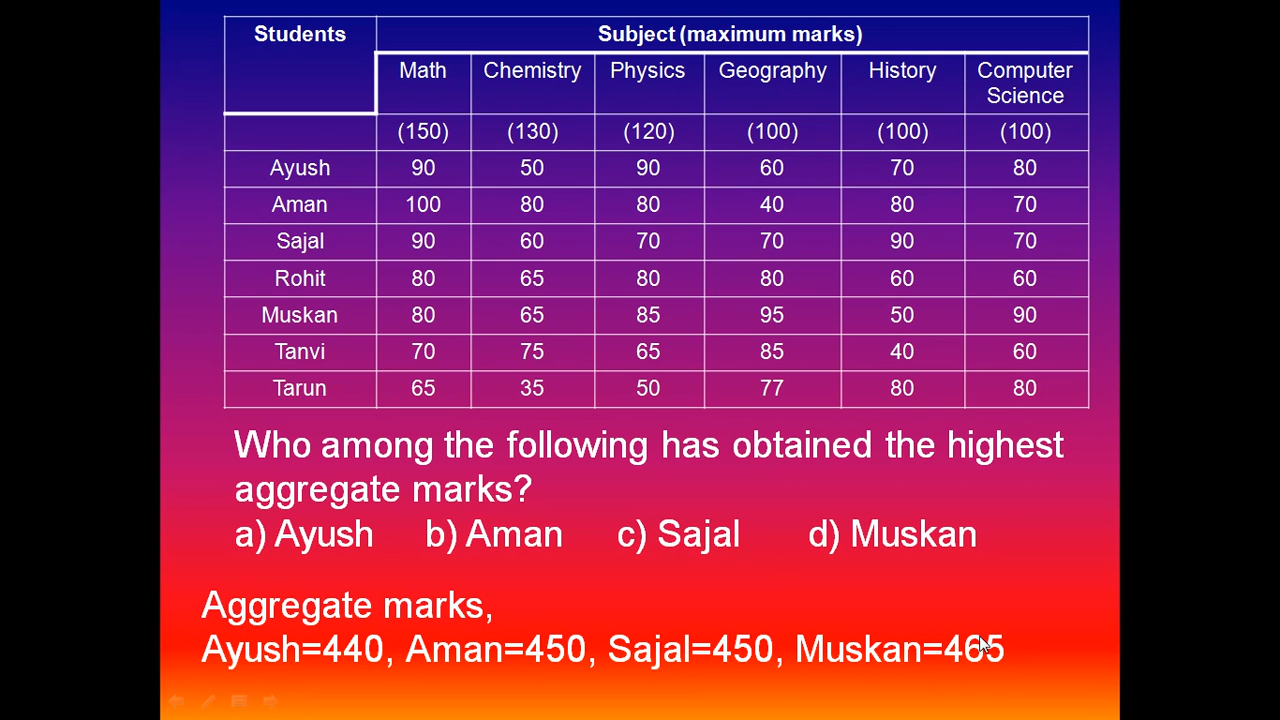 Students Subject (maximum marks)
Math Chemistry Physics Geography History Computer Science
(150) (130) (120) (100) (100) (100)
Ayush 90 50 90 60 70 80
Aman 100 80 80 40 80 70
Sajal 90 60 70 70 90 70
Rohit 80 65 80 80 60 60
Muskan 80 65 85 95 50 90
Tanvi 70 75 65 85 40 60
Tarun 65 35 50 77 80 80
Who among the following has obtained the highest
aggregate marks?
a) Ayush b) Aman c) Sajal d) Muskan
Aggregate marks,
Ayush=440, Aman=450, Sajal=450, Muskan=465